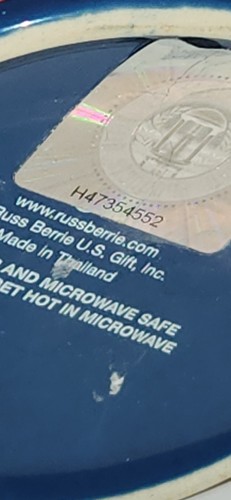 H47354552
www.russberrie.com
Russ Berrie U.S. Gift, Inc.
Made in Thailand
AND MICROWAVE SAFE
GET HOT IN MICROWAVE